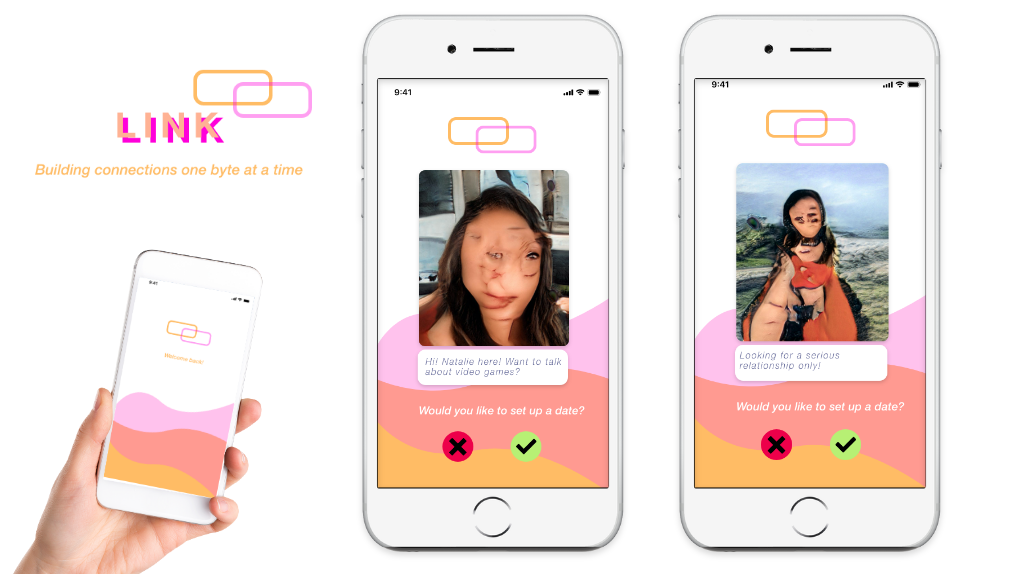 LINK
Building connections one byte at a time
9:41
Welcome back!
9:41
Hi! Natalie here! Want to talk
about video games?
Would you like to set up a date?
9:41
Looking for a serious
relationship only!
Would you like to set up a date?